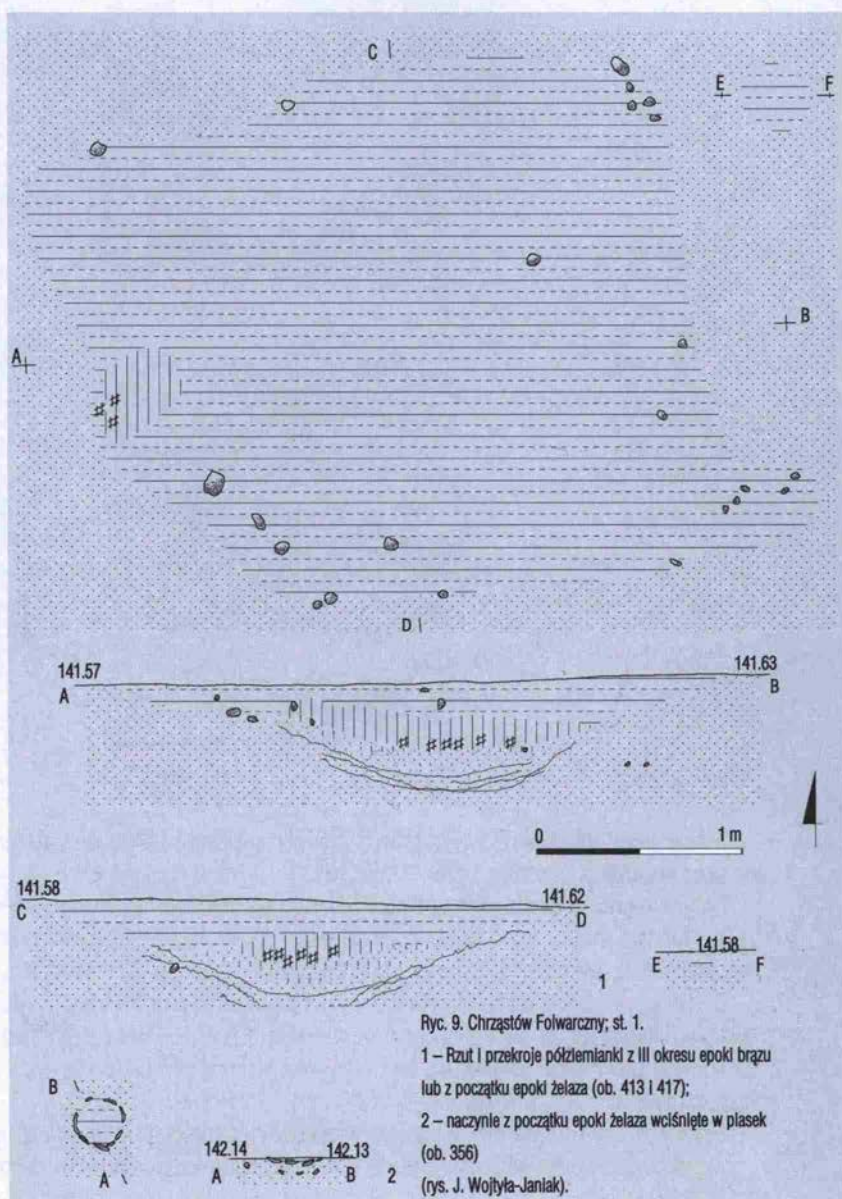 C
E F
B
A
D
141.57 141.63
A B
0 1 m
141.58 141.62
C D
141.58
E F
1
Ryc. 9. Chrząstów Folwarczny; st. 1.
1 – Rzut i przekroje półziemianki z III okresu epoki brązu
lub z początku epoki żelaza (ob. 413 i 417);
2 – naczynie z początku epoki żelaza wciśnięte w piasek
(ob. 356)
(rys. J. Wojtyła-Janiak).
B
A
142.14 142.13
A B 2